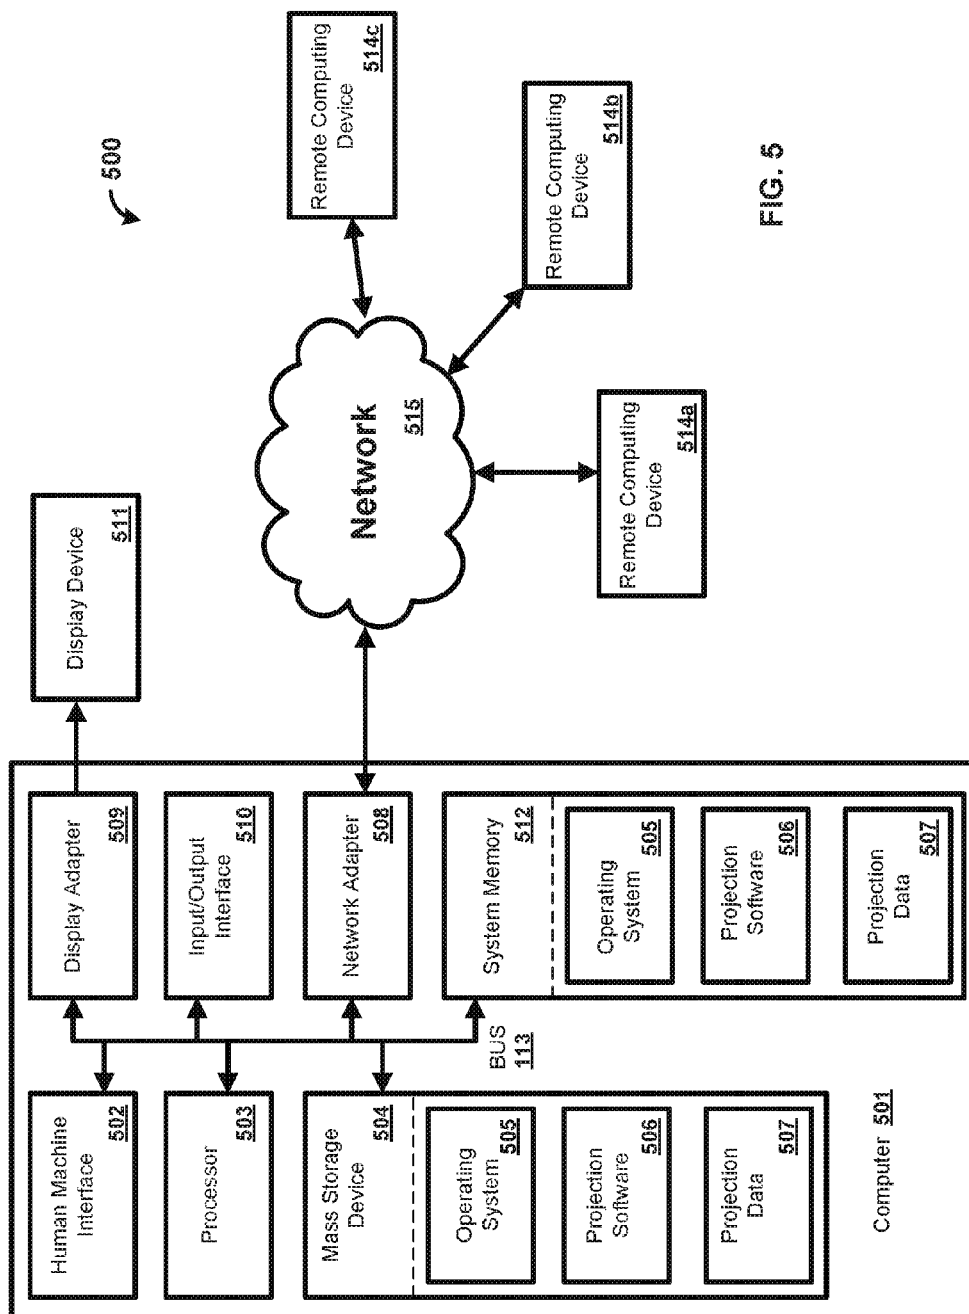 500
Human Machine
Interface
502
Processor
503
Mass Storage
Device
504
Operating
System
505
Projection
Software
506
Projection
Data
507
Computer 501
BUS
113
Display Adapter
509
Input/Output
Interface
510
Network Adapter
508
System Memory
512
Operating
System
505
Projection
Software
506
Projection
Data
507
Display Device
511
Network
515
Remote Computing
Device
514a
Remote Computing
Device
514b
Remote Computing
Device
514c
FIG. 5